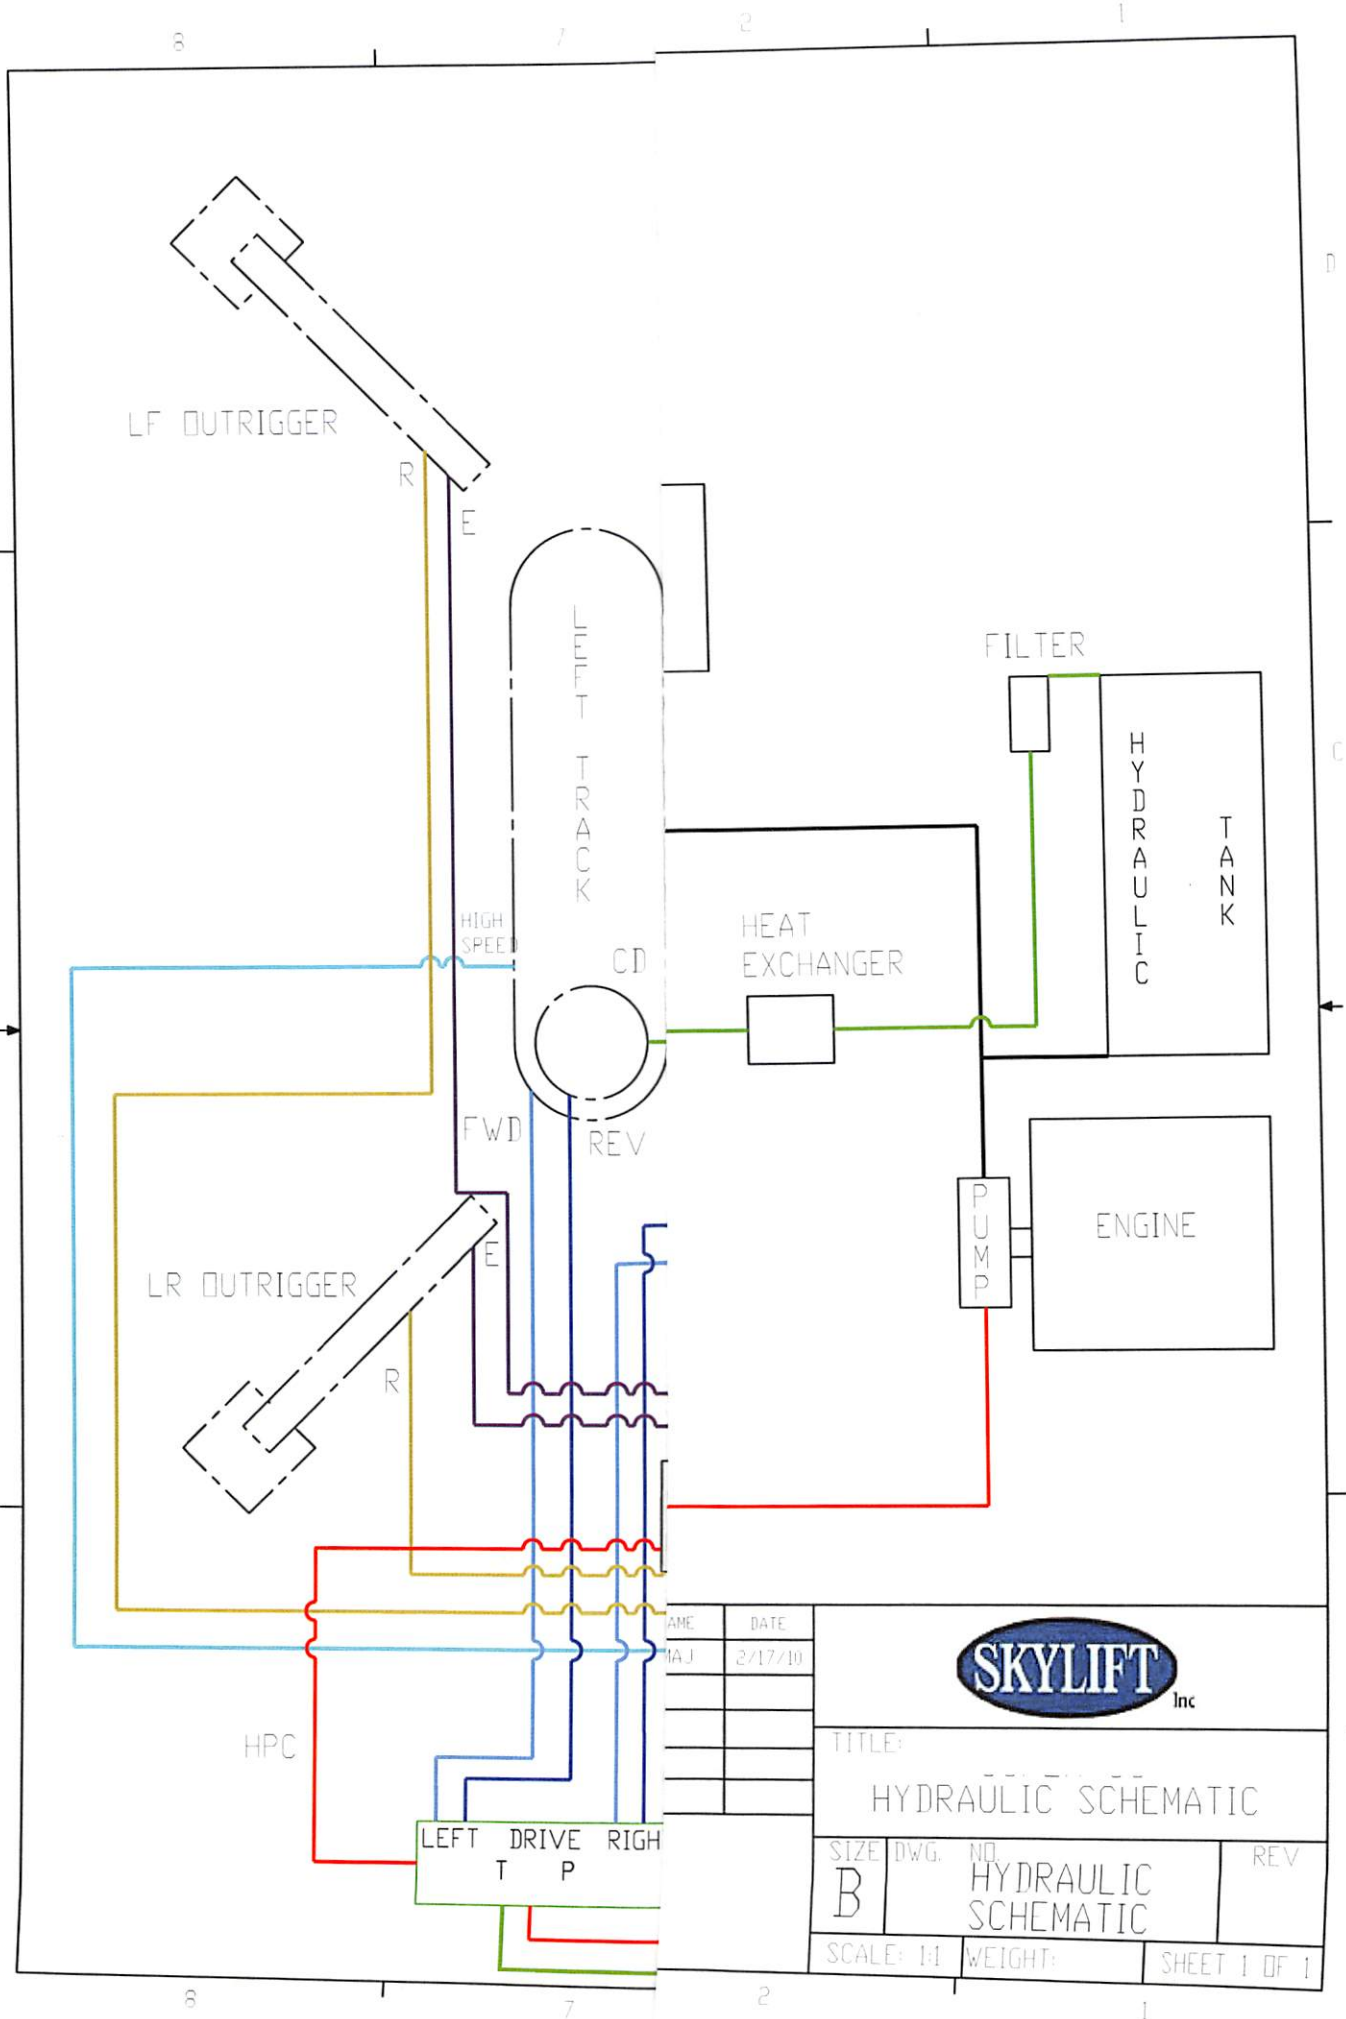 8
7
2
1
D
LF OUTRIGGER
R
E
LEFT TRACK
FILTER
HYDRAULIC
TANK
C
HIGH
SPEED
CD
HEAT
EXCHANGER
FWD
REV
PUMP
ENGINE
E
LR OUTRIGGER
R
AME
DATE
MAJ
2/17/10
SKYLIFT
Inc
HPC
TITLE:
HYDRAULIC SCHEMATIC
LEFT DRIVE RIGH
T P
SIZE
B
DWG. NO.
HYDRAULIC
SCHEMATIC
REV
SCALE: 1:1
WEIGHT:
SHEET 1 OF 1
8
7
2
1